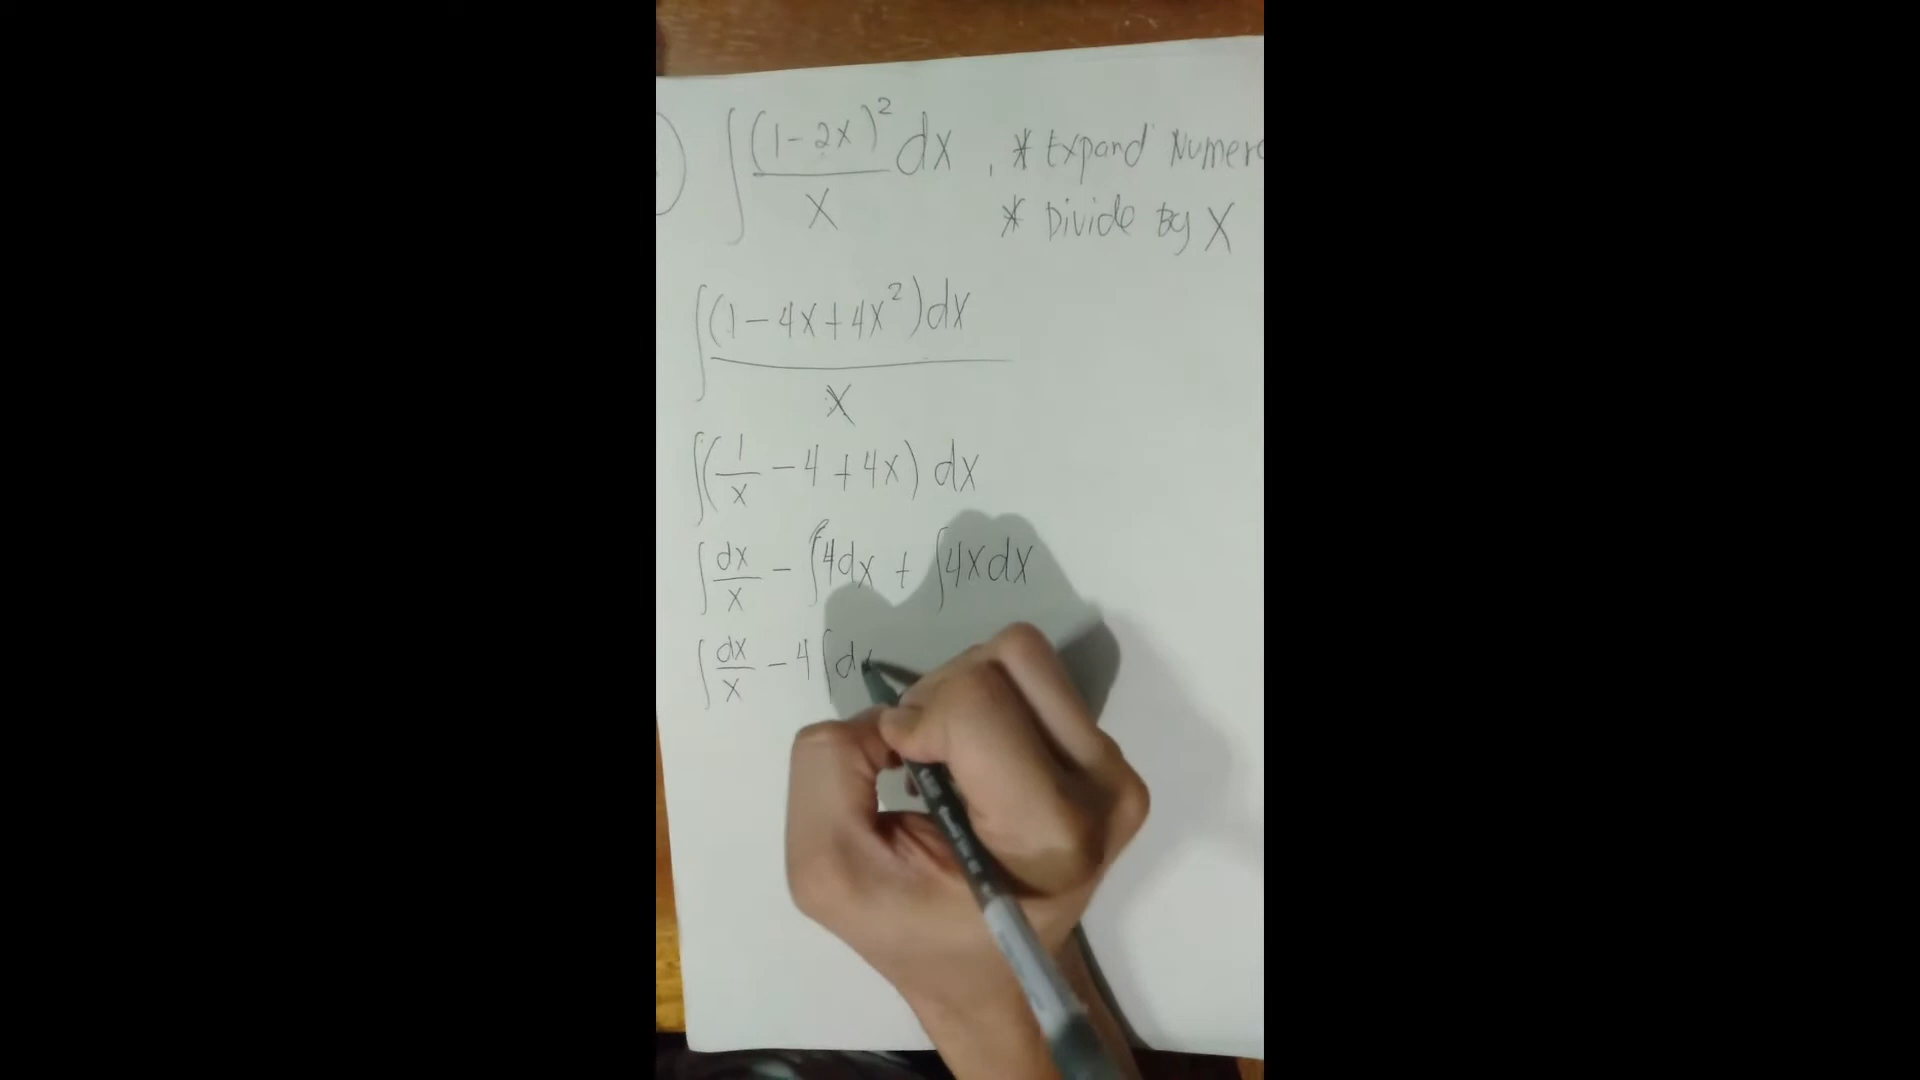 ∫ (1-2x)² / x dx , * Expand
* Divide By X
∫ (1-4x+4x²)dx / x
∫(1/x -4+4x) dx
∫ dx/x - ∫4dx + ∫4xdx
∫ dx/x -4∫dx